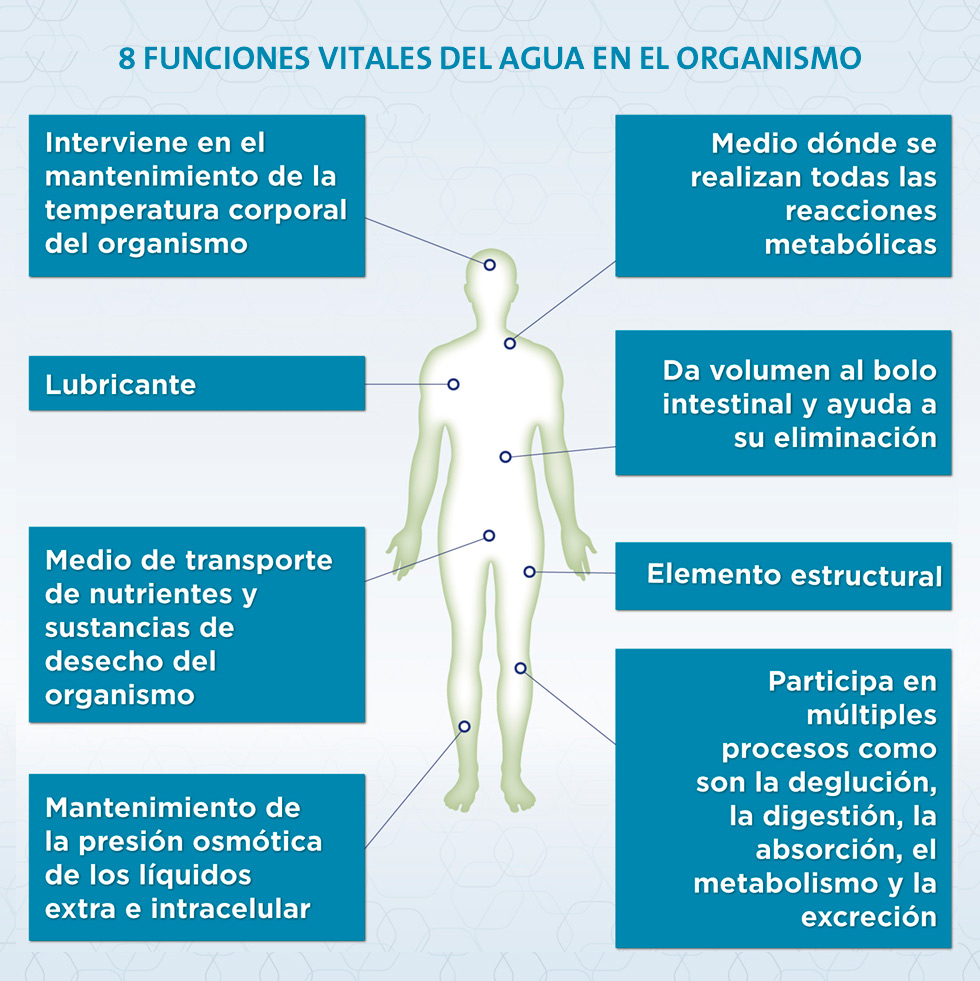 8 FUNCIONES VITALES DEL AGUA EN EL ORGANISMO
Interviene en el
mantenimiento de la
temperatura corporal
del organismo
Lubricante
Medio de transporte
de nutrientes y
sustancias de
desecho del
organismo
Mantenimiento de
la presión osmótica
de los líquidos
extra e intracelular
Medio dónde se
realizan todas las
reacciones
metabólicas
Da volumen al bolo
intestinal y ayuda a
su eliminación
Elemento estructural
Participa en
múltiples
procesos como
son la deglución,
la digestión, la
absorción, el
metabolismo y la
excreción